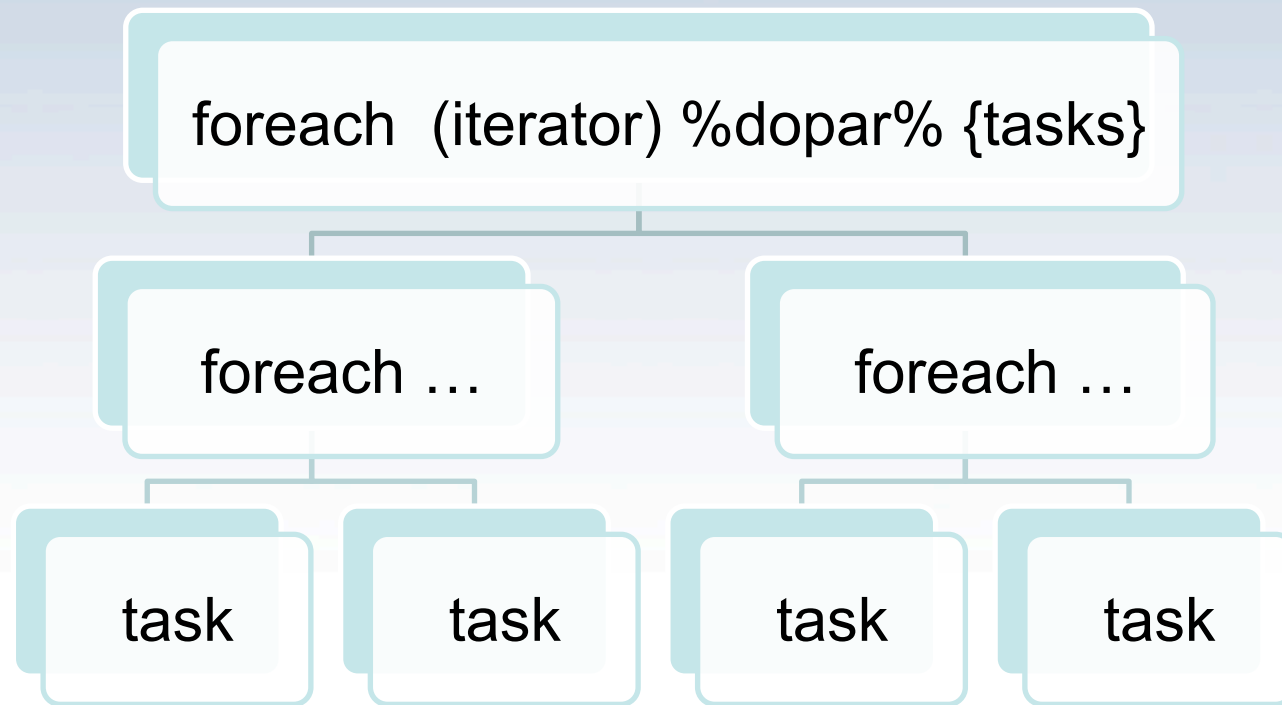 foreach  (iterator) %dopar% {tasks}
foreach …
foreach …
task
task
task
task